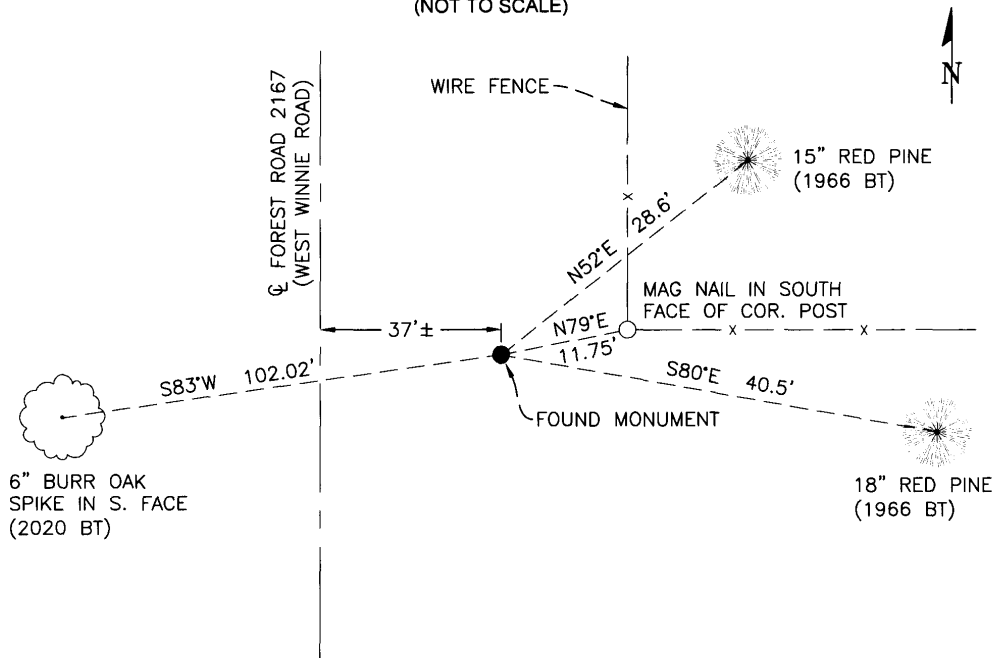 (NOT TO SCALE)
N
℄ FOREST ROAD 2167
(WEST WINNIE ROAD)
WIRE FENCE
15" RED PINE
(1966 BT)
x
N52°E 28.6'
MAG NAIL IN SOUTH
FACE OF COR. POST
37'±
N79°E
11.75'
x x
S83°W 102.02'
S80°E 40.5'
FOUND MONUMENT
6" BURR OAK
SPIKE IN S. FACE
(2020 BT)
18" RED PINE
(1966 BT)